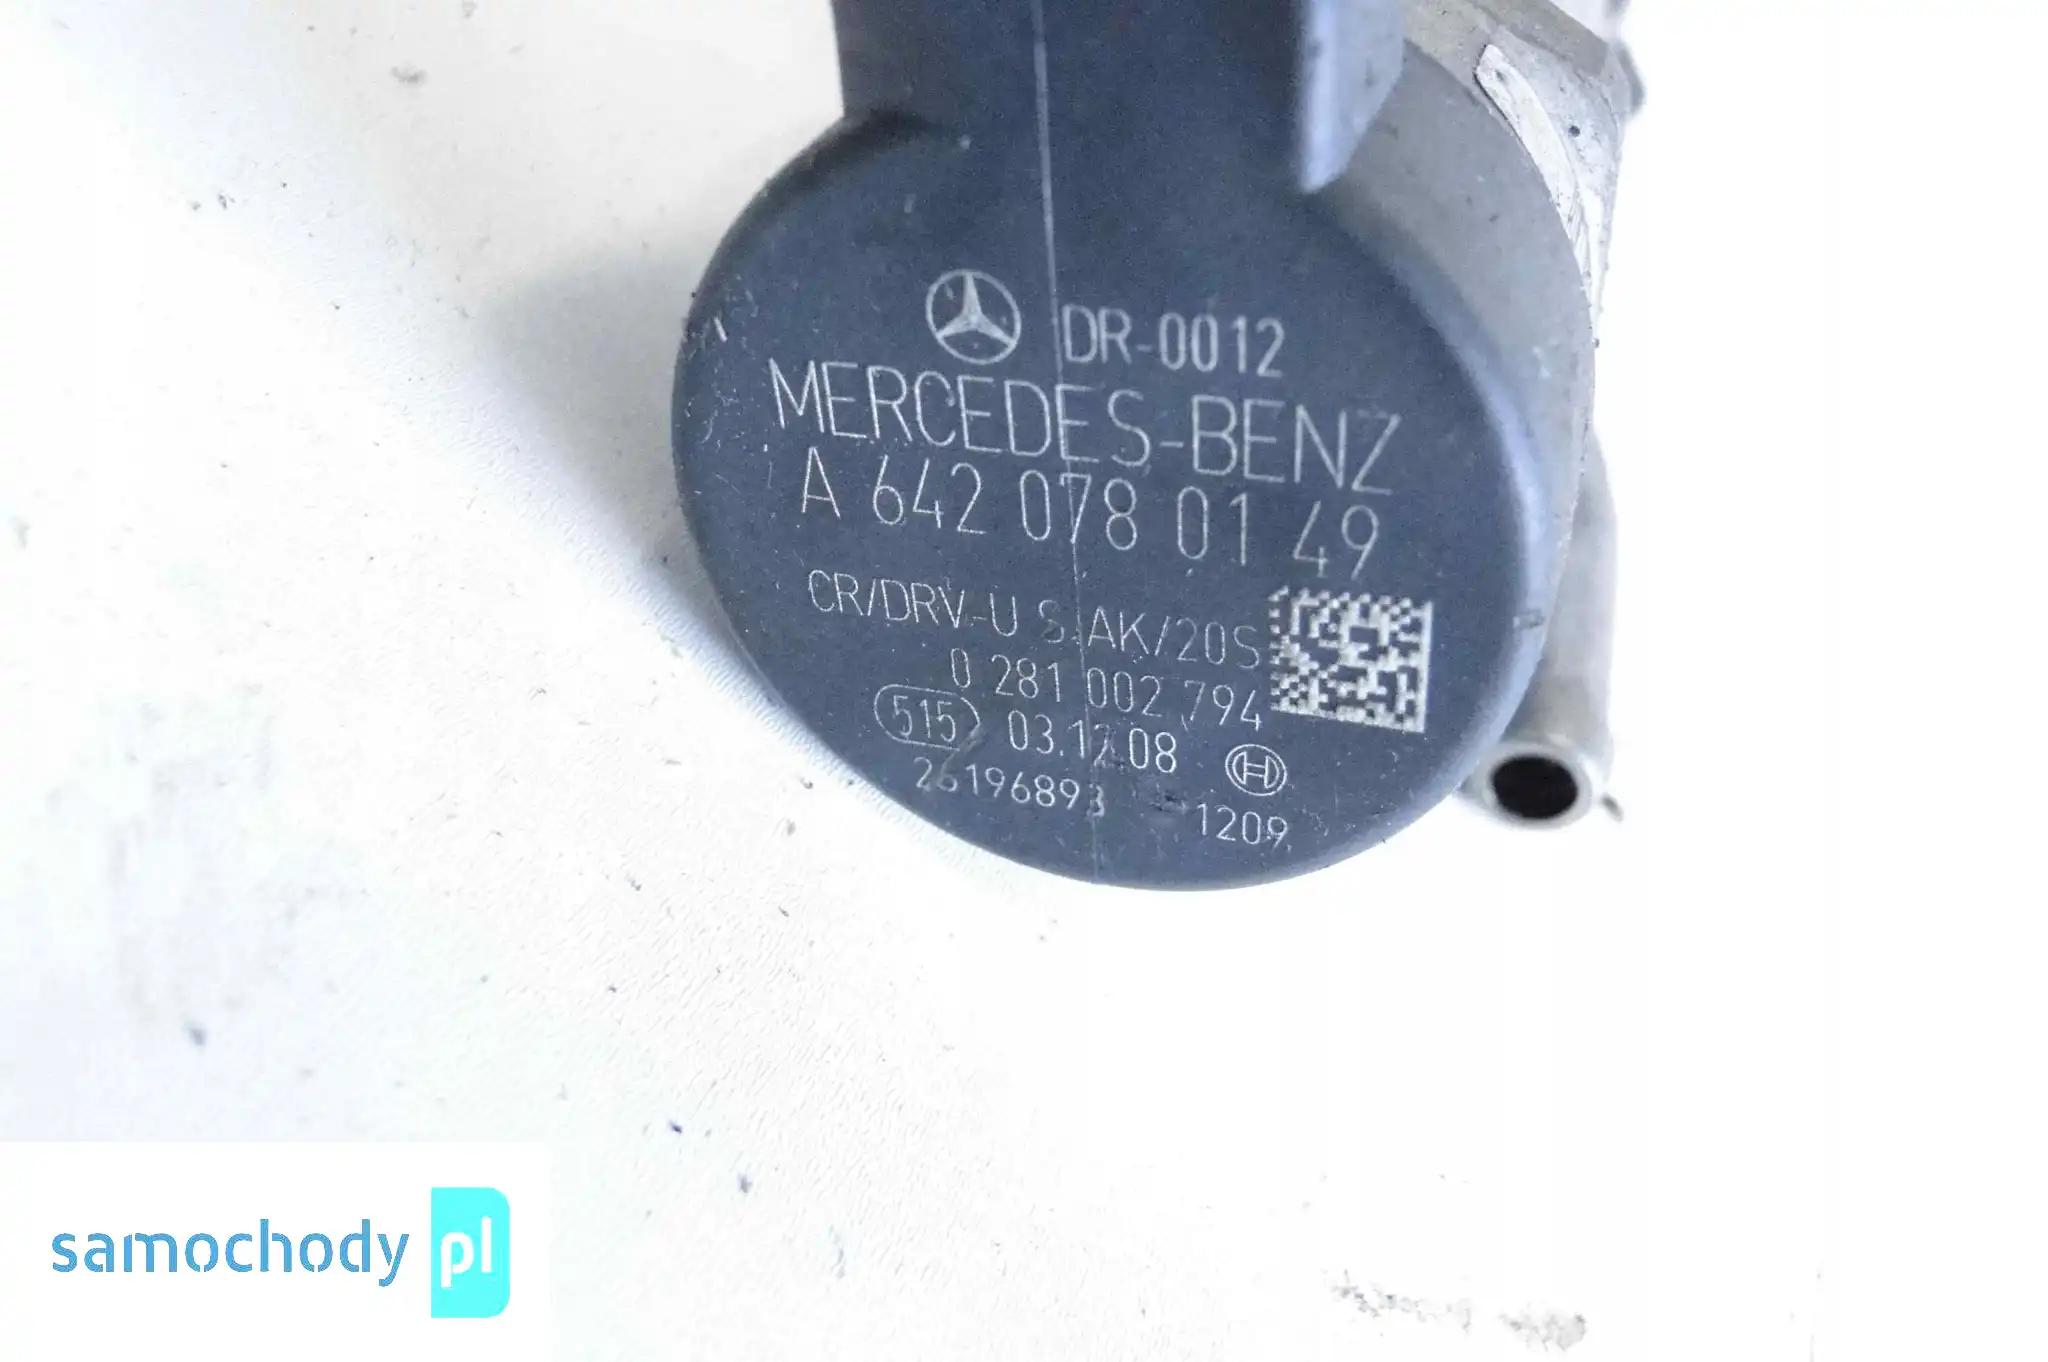 DR-0012
MERCEDES-BENZ
A 642 078 01 49
CR/DRV-U S AK/20S
0 281 002 794
515 03.12.08
26196893 1209
samochody pl